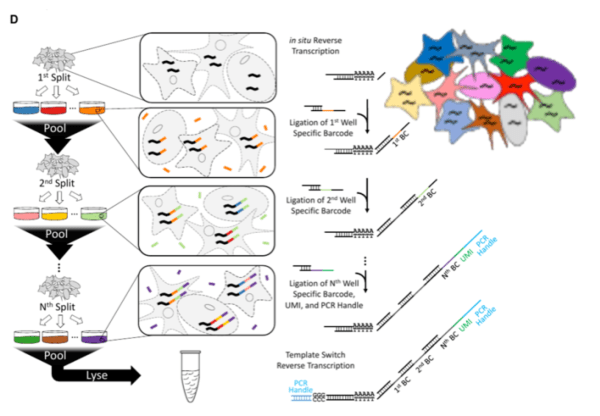 D
1st Split
Pool
2nd Split
Pool
Nth Split
Pool
Lyse
in situ Reverse
Transcription
Ligation of 1st Well
Specific Barcode
1st BC
Ligation of 2nd Well
Specific Barcode
2nd BC
Ligation of Nth Well
Specific Barcode,
UMI, and PCR Handle
Nth BC
UMI
PCR
Handle
Template Switch
Reverse Transcription
PCR
Handle
1st BC
2nd BC
Nth BC
UMI
PCR
Handle